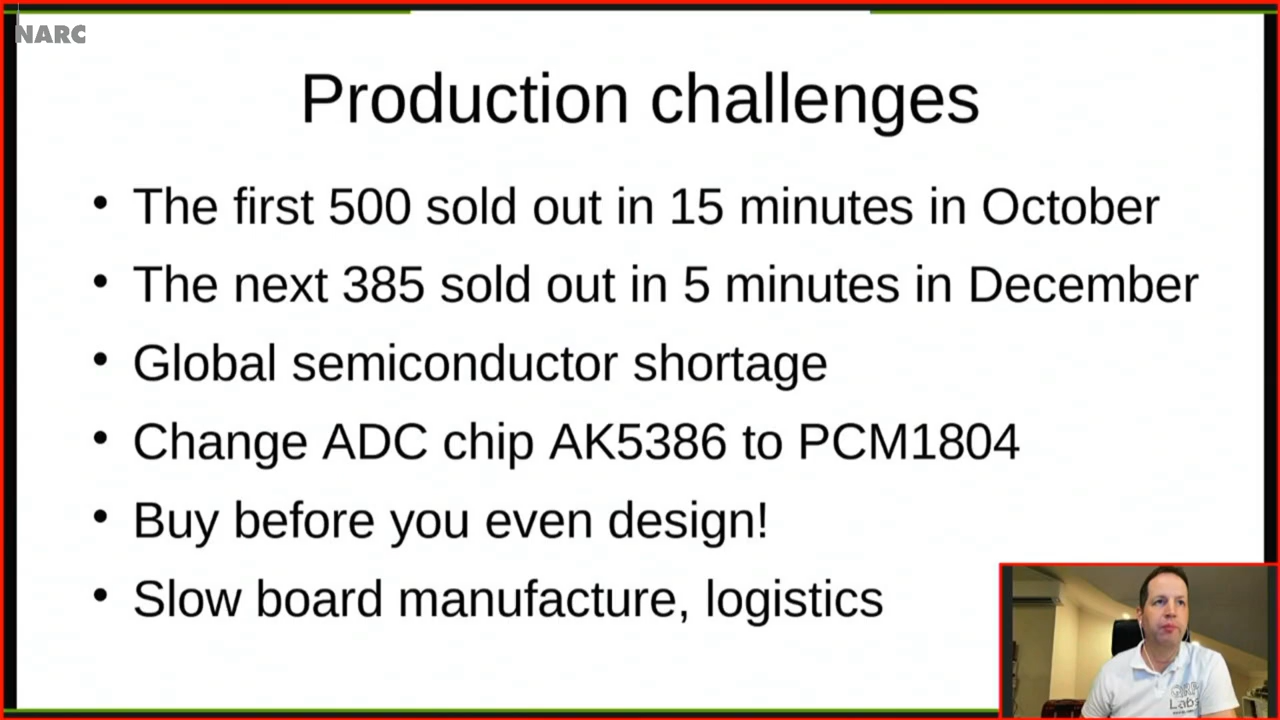 NARC
Production challenges
• The first 500 sold out in 15 minutes in October
• The next 385 sold out in 5 minutes in December
• Global semiconductor shortage
• Change ADC chip AK5386 to PCM1804
• Buy before you even design!
• Slow board manufacture, logistics
QRP
Labs